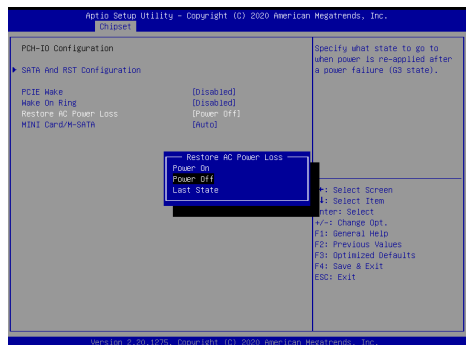 Aptio Setup Utility – Copyright (C) 2020 American Megatrends, Inc.
Chipset
PCH-IO Configuration
SATA And RST Configuration
PCIE Wake [Disabled]
Wake On Ring [Disabled]
Restore AC Power Loss [Power Off]
MINI Card/M-SATA [Auto]
Restore AC Power Loss
Power On
Power Off
Last State
Specify what state to go to
when power is re-applied after
a power failure (G3 state).
: Select Screen
: Select Item
nter: Select
+/-: Change Opt.
F1: General Help
F2: Previous Values
F3: Optimized Defaults
F4: Save & Exit
ESC: Exit
Version 2.20.1275. Copyright (C) 2020 American Megatrends, Inc.